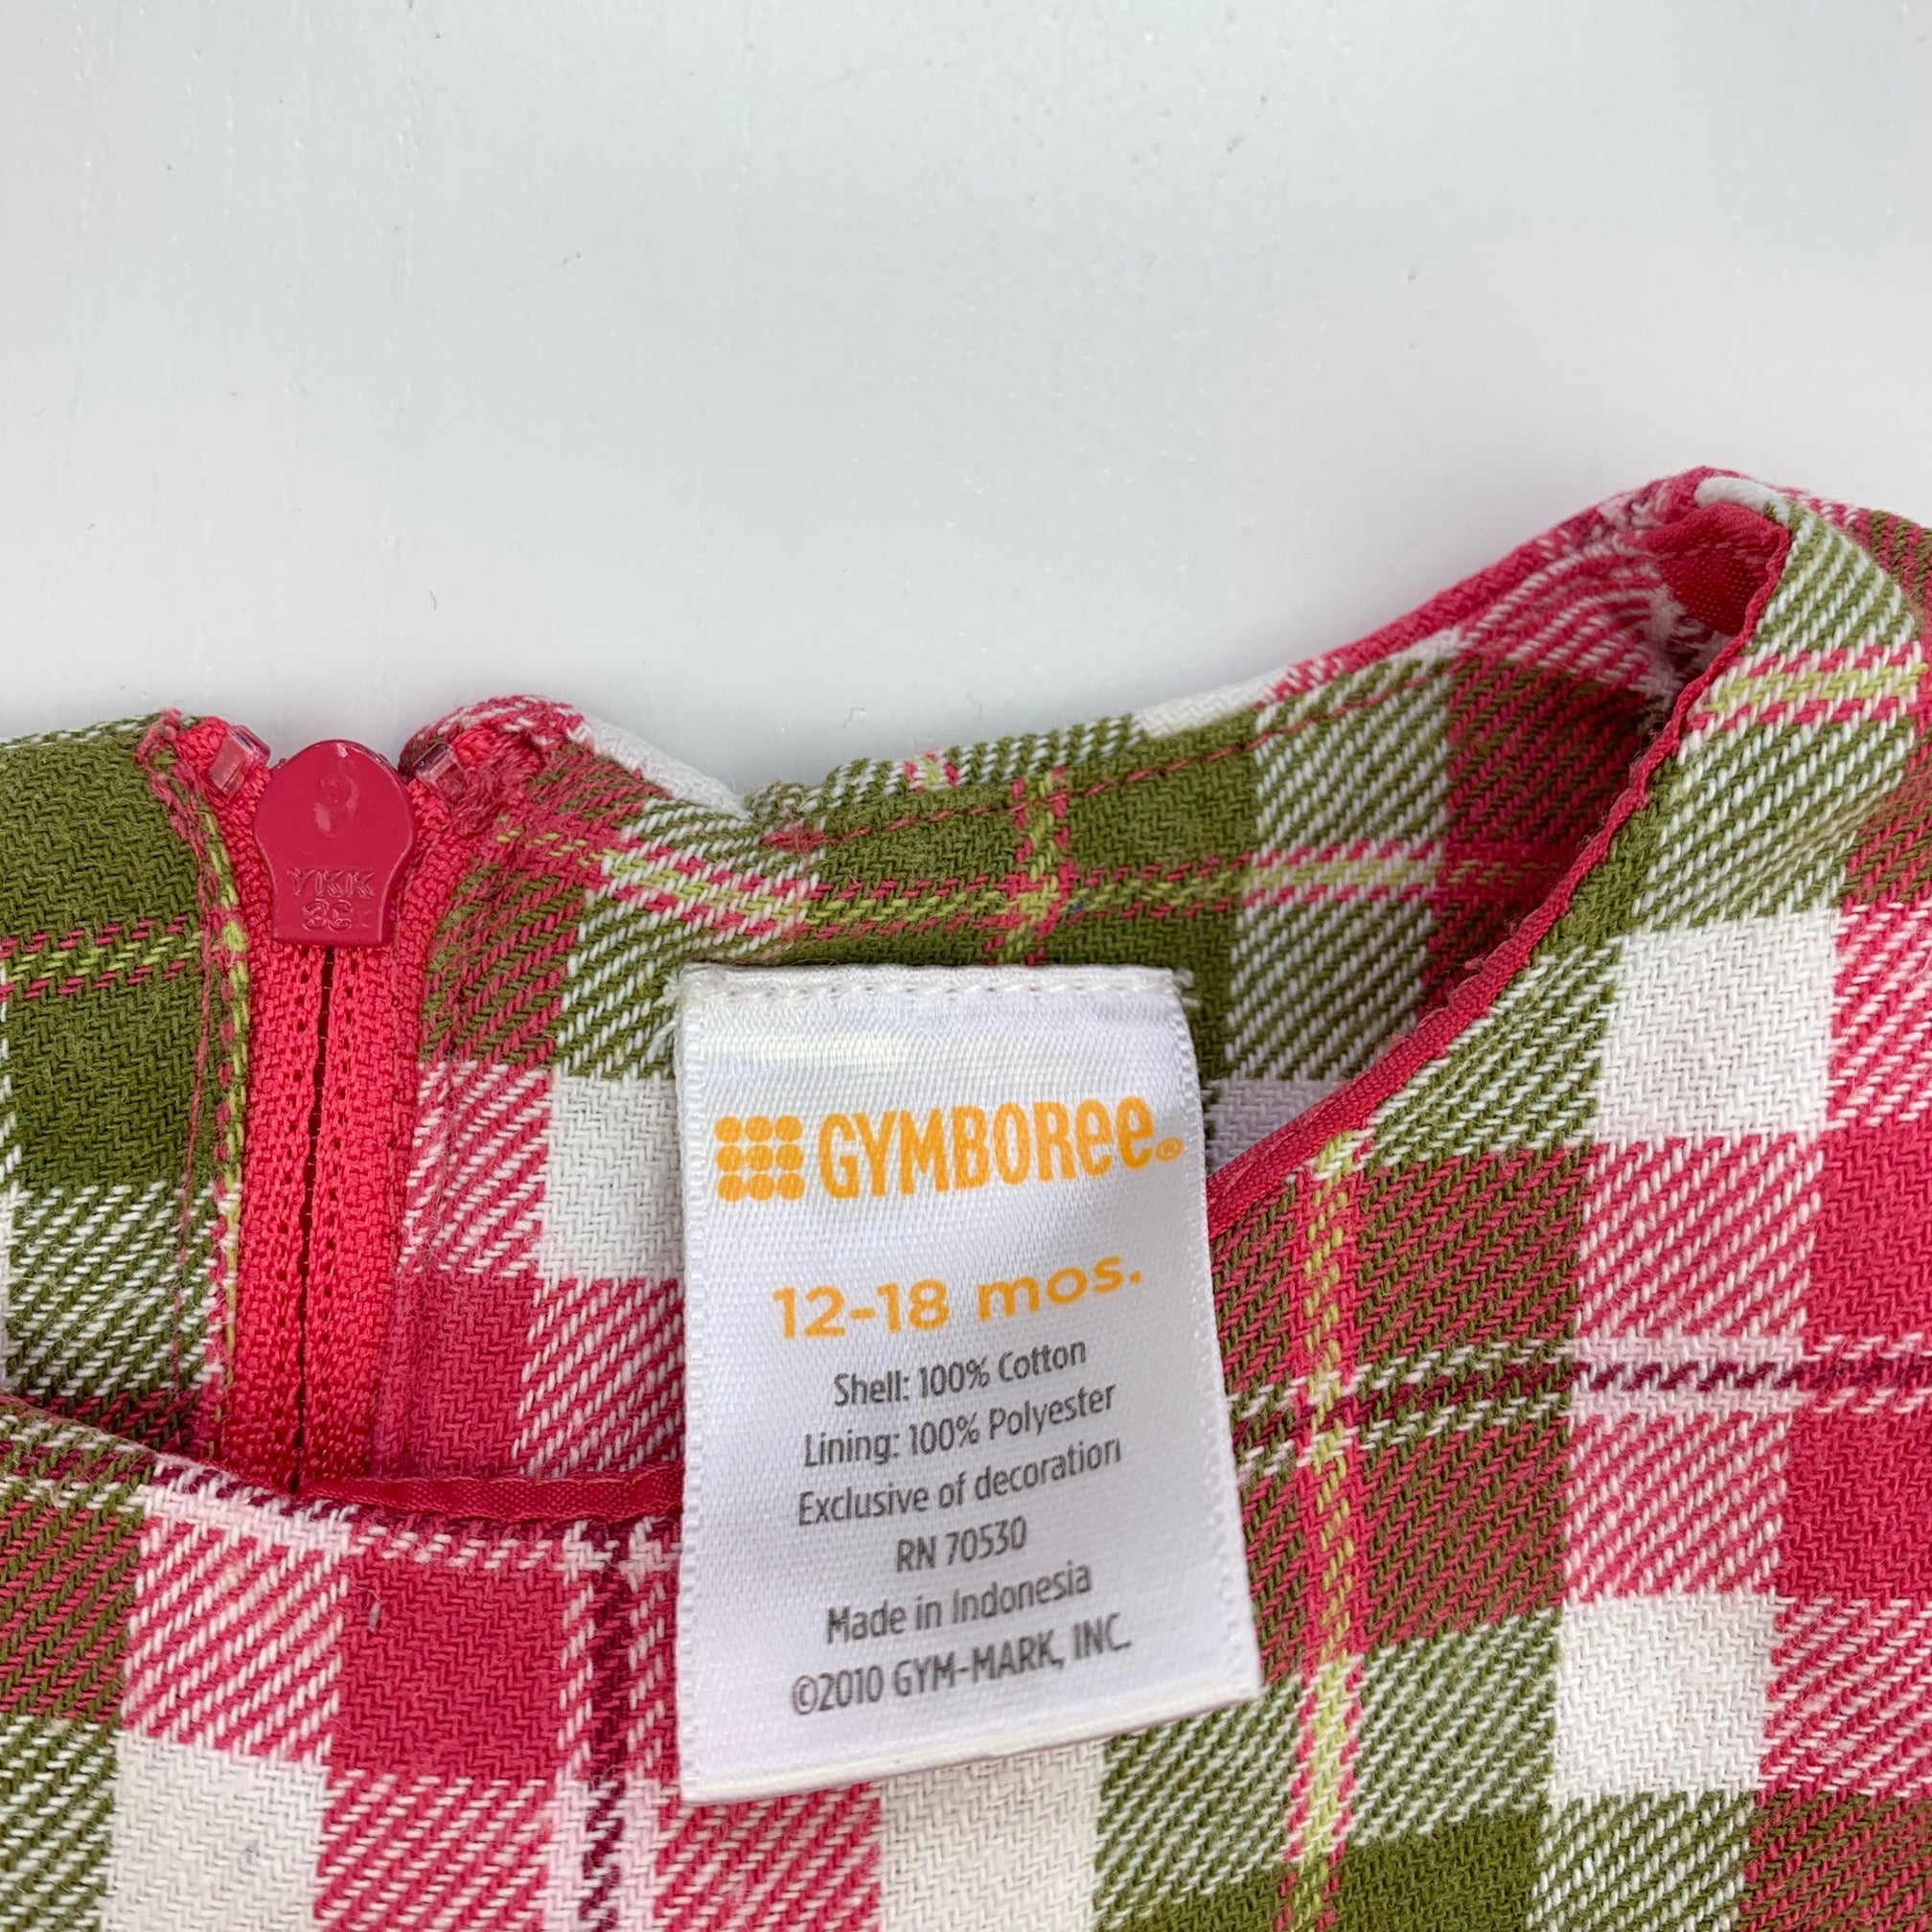 YKK
GYMBOREE®
12-18 mos.
Shell: 100% Cotton
Lining: 100% Polyester
Exclusive of decoration
RN 70530
Made in Indonesia
©2010 GYM-MARK, INC.